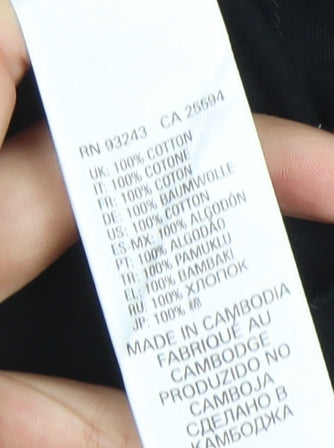 RN 93243 CA 25594
UK: 100% COTTON
IT: 100% COTONE
FR: 100% COTON
DE: 100% BAUMWOLLE
US: 100% COTTON
ES-MX: 100% ALGODÓN
PT: 100% ALGODÃO
TR: 100% PAMUKLU
EL: 100% BAMBAKI
RU: 100% ХЛОПОК
JP: 100% 綿
MADE IN CAMBODIA
FABRIQUÉ AU
CAMBODGE
PRODUZIDO NO
CAMBOJA
СДЕЛАНО В
КАМБОДЖА